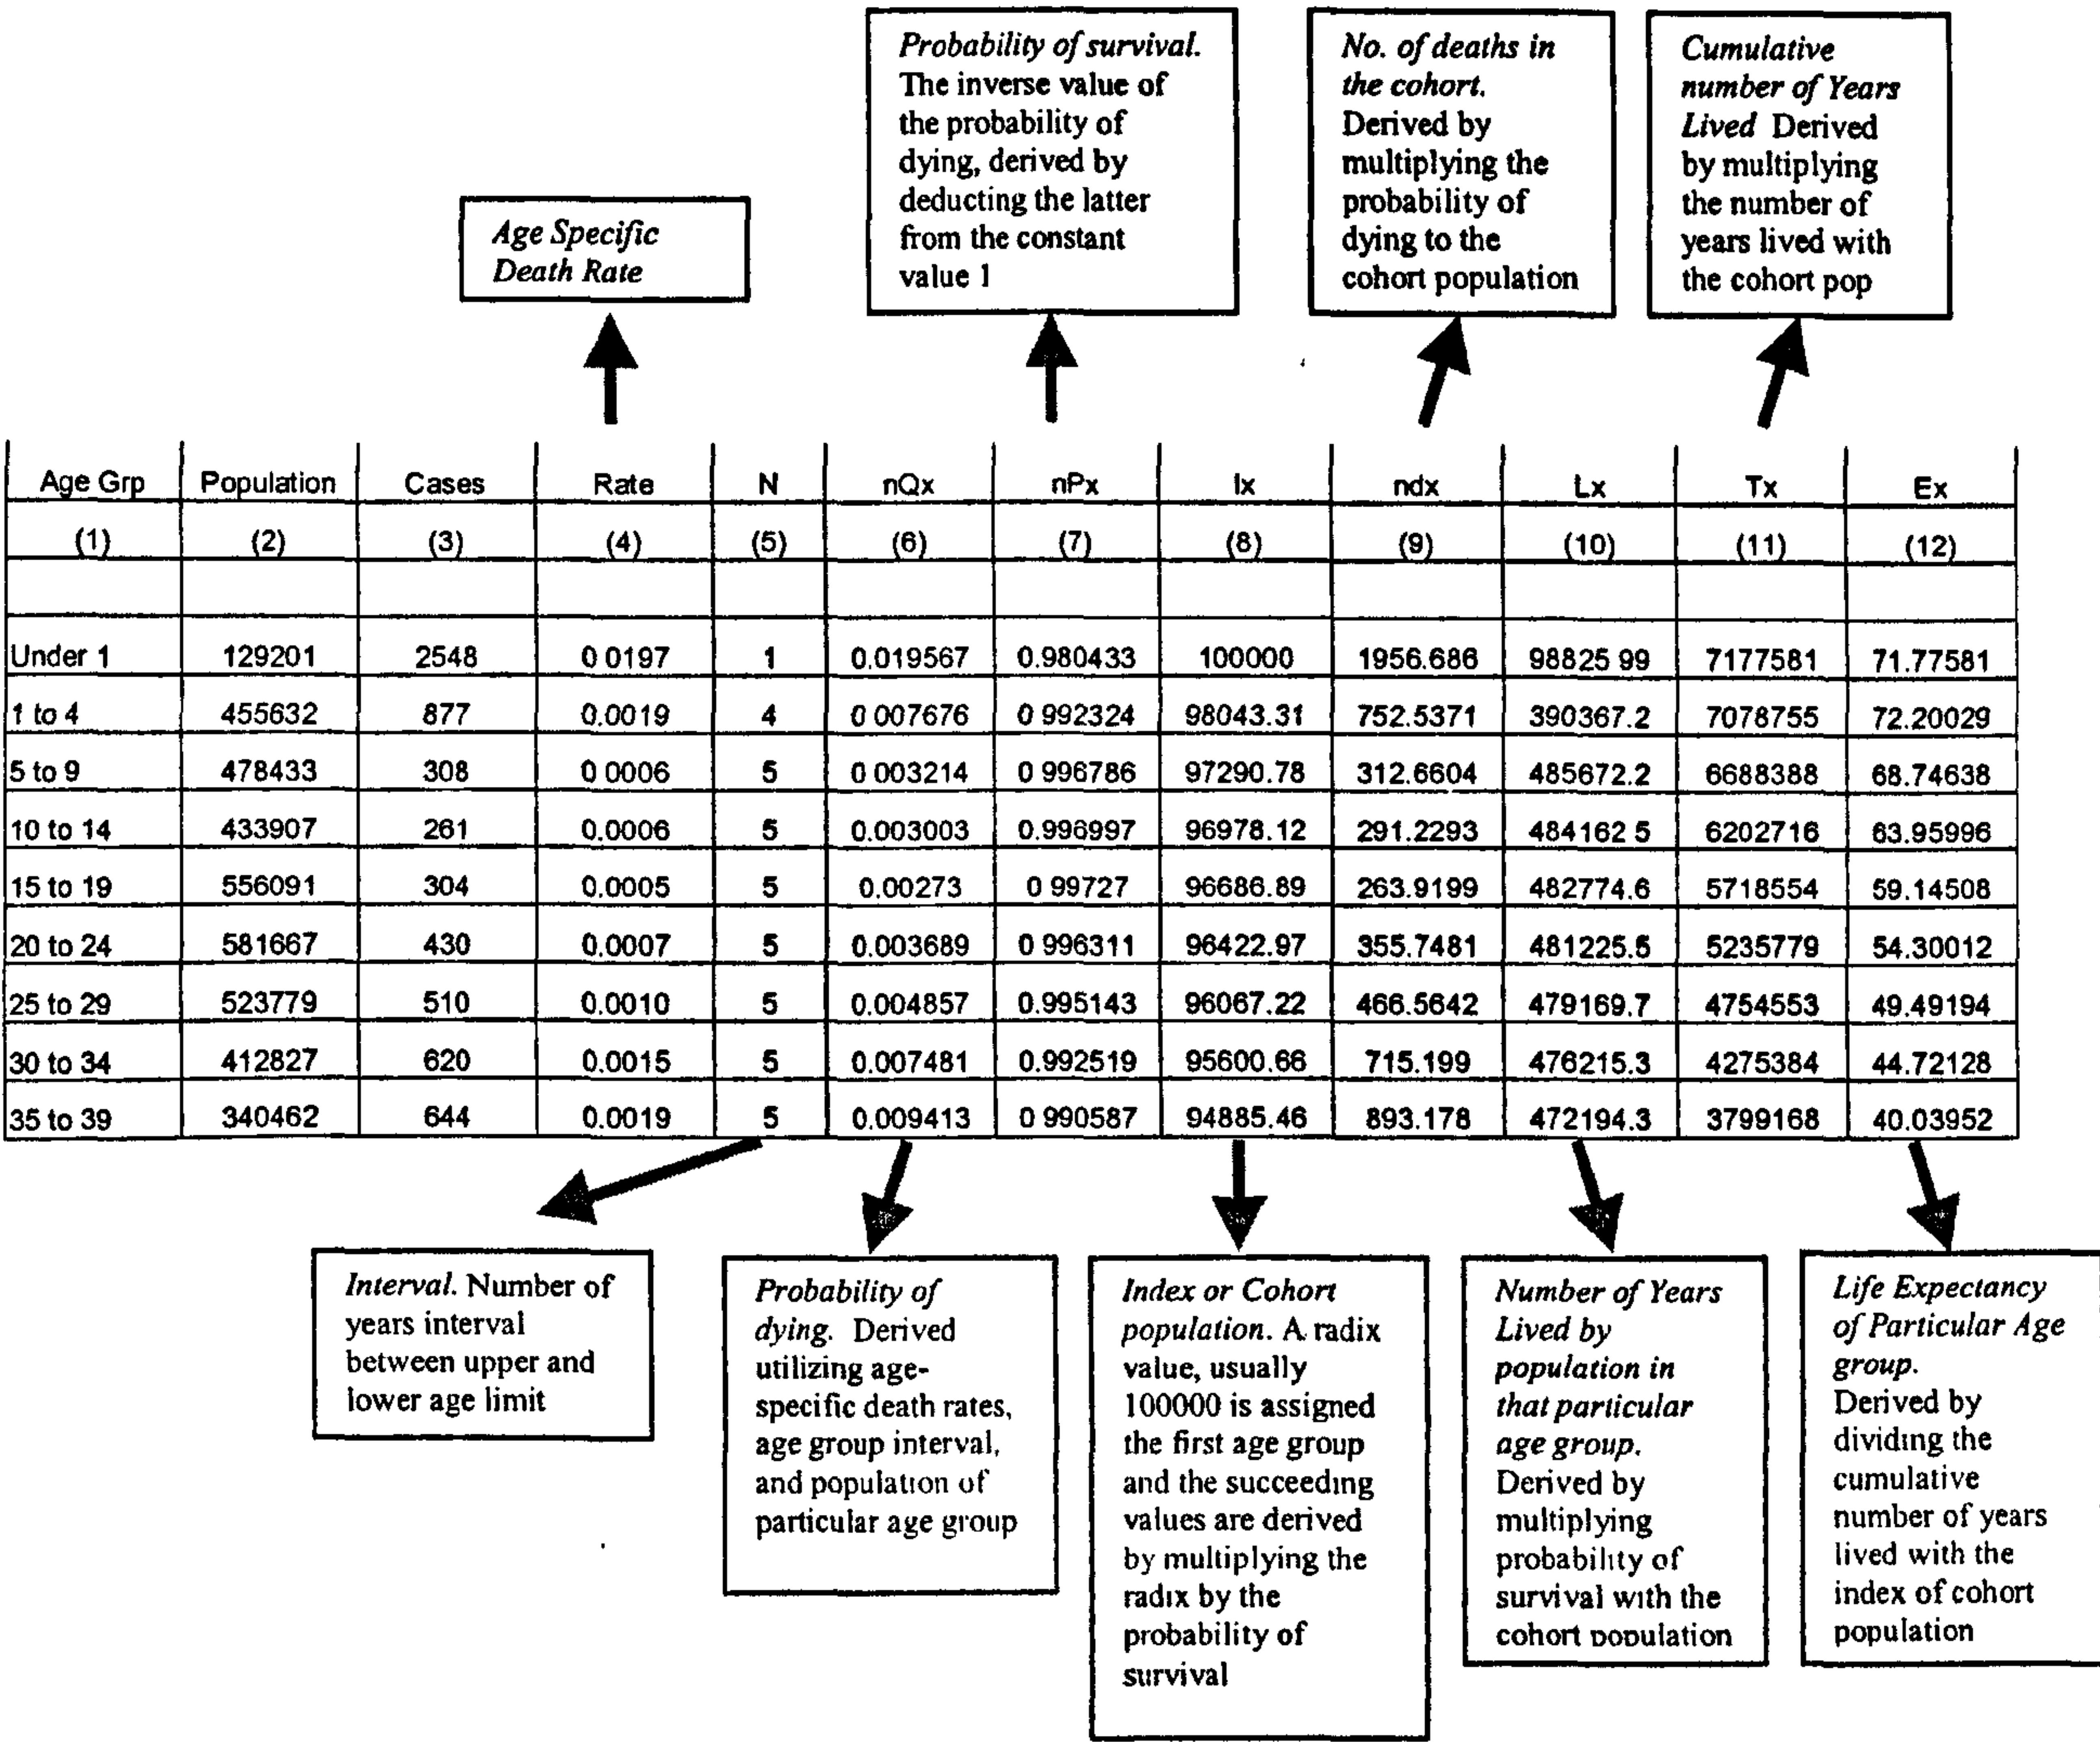 Probability of survival.
The inverse value of
the probability of
dying, derived by
deducting the latter
from the constant
value 1
No. of deaths in
the cohort.
Derived by
multiplying the
probability of
dying to the
cohort population
Cumulative
number of Years
Lived Derived
by multiplying
the number of
years lived with
the cohort pop
Age Specific
Death Rate
Age Grp Population Cases Rate N nQx nPx lx ndx Lx Tx Ex
(1) (2) (3) (4) (5) (6) (7) (8) (9) (10) (11) (12)
Under 1 129201 2548 0 0197 1 0.019567 0.980433 100000 1956.686 98825 99 7177581 71.77581
1 to 4 455632 877 0.0019 4 0 007676 0 992324 98043.31 752.5371 390367.2 7078755 72.20029
5 to 9 478433 308 0 0006 5 0 003214 0 996786 97290.78 312.6604 485672.2 6688388 68.74638
10 to 14 433907 261 0.0006 5 0.003003 0.996997 96978.12 291.2293 484162 5 6202716 63.95996
15 to 19 556091 304 0.0005 5 0.00273 0 99727 96686.89 263.9199 482774.6 5718554 59.14508
20 to 24 581667 430 0.0007 5 0.003689 0 996311 96422.97 355.7481 481225.5 5235779 54.30012
25 to 29 523779 510 0.0010 5 0.004857 0.995143 96067.22 466.5642 479169.7 4754553 49.49194
30 to 34 412827 620 0.0015 5 0.007481 0.992519 95600.66 715.199 476215.3 4275384 44.72128
35 to 39 340462 644 0.0019 5 0.009413 0 990587 94885.46 893.178 472194.3 3799168 40.03952
Interval. Number of
years interval
between upper and
lower age limit
Probability of
dying. Derived
utilizing age-
specific death rates,
age group interval,
and population of
particular age group
Index or Cohort
population. A radix
value, usually
100000 is assigned
the first age group
and the succeeding
values are derived
by multiplying the
radix by the
probability of
survival
Number of Years
Lived by
population in
that particular
age group.
Derived by
multiplying
probability of
survival with the
cohort population
Life Expectancy
of Particular Age
group.
Derived by
dividing the
cumulative
number of years
lived with the
index of cohort
population